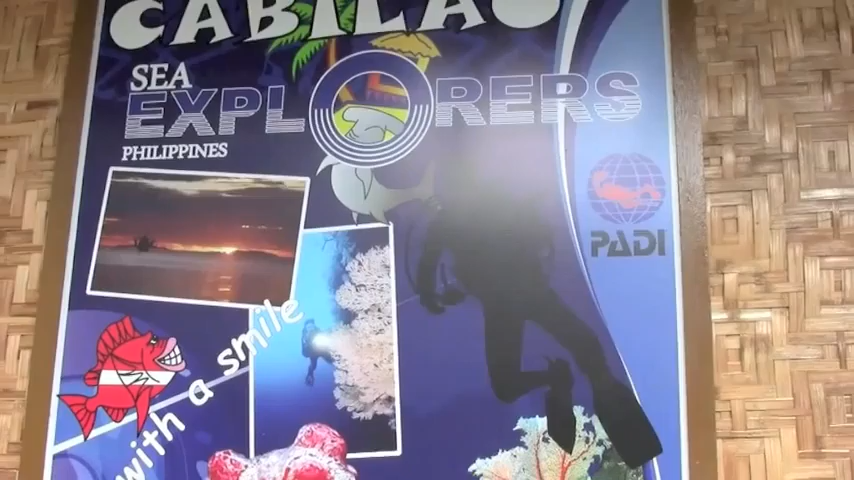 CABILAO
SEA
EXPLORERS
PHILIPPINES
PADI
with a smile